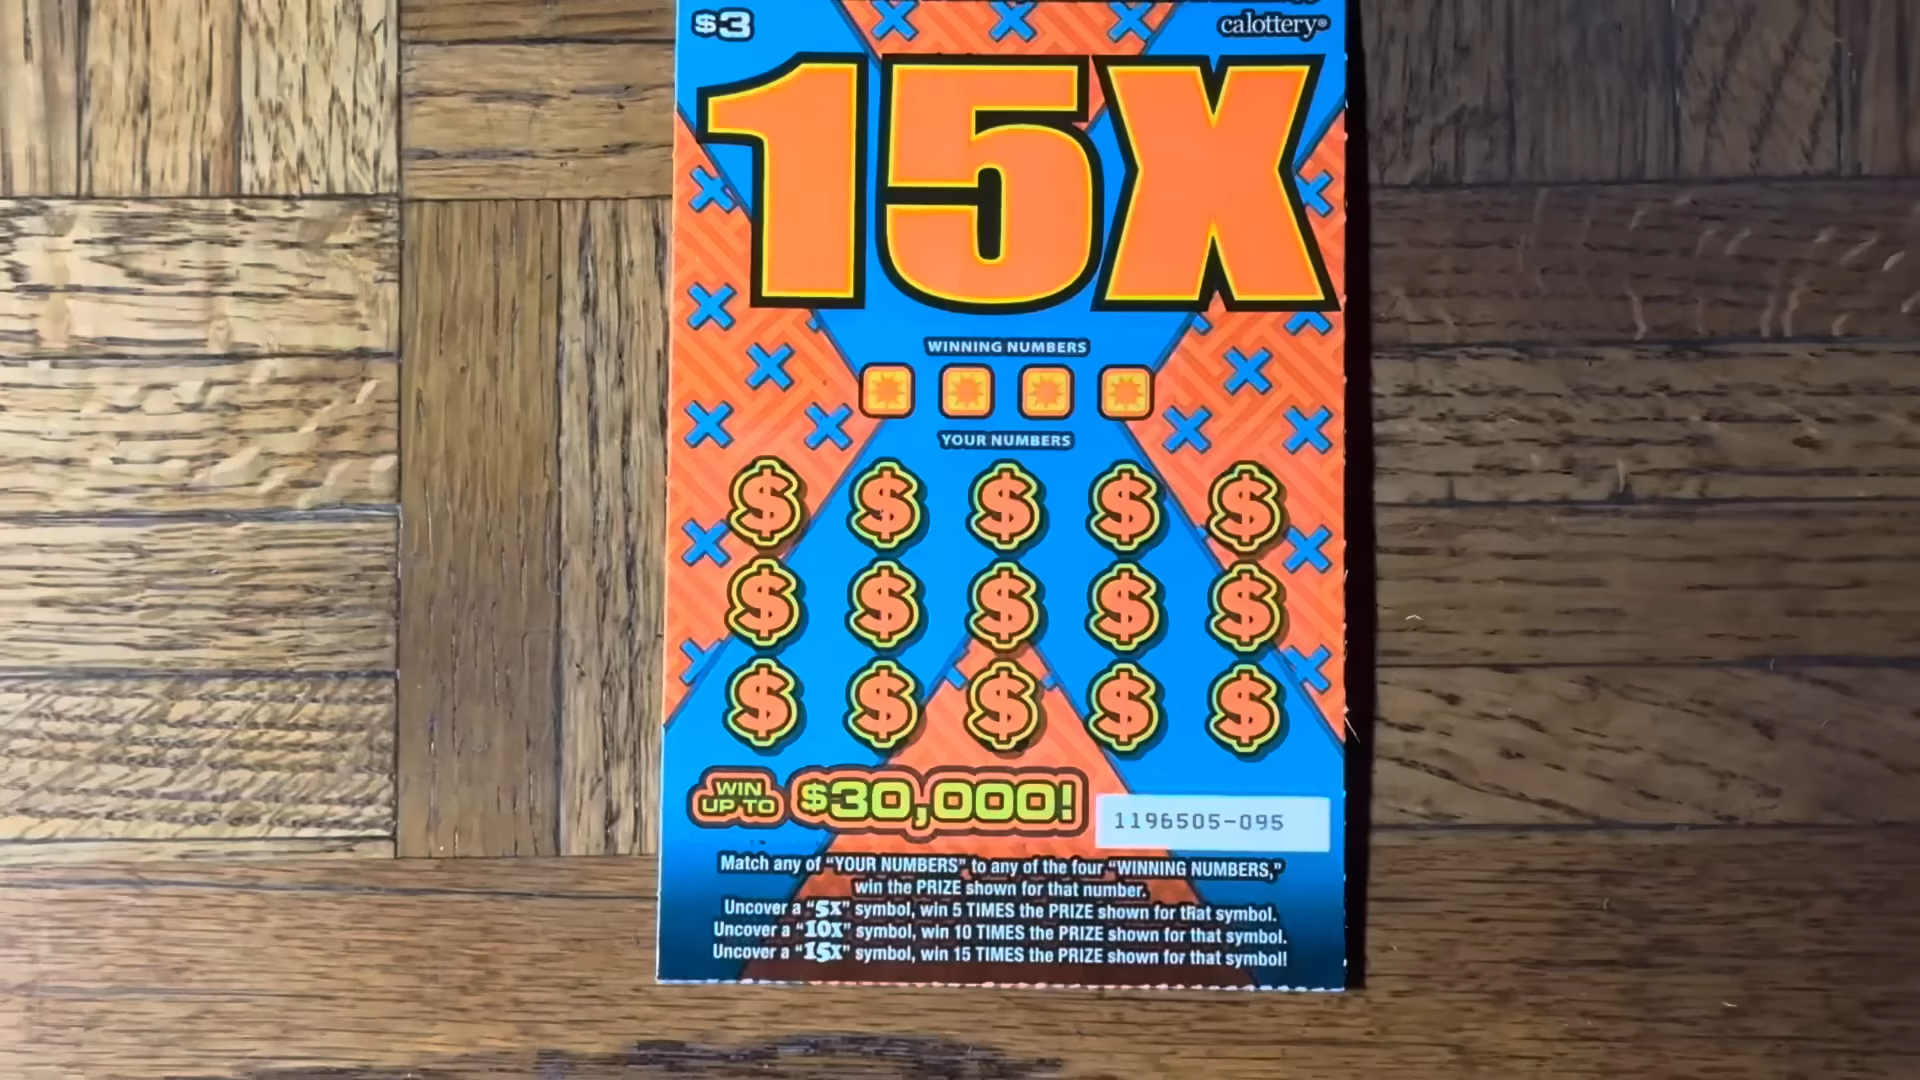 $3
calottery®
15X
WINNING NUMBERS
YOUR NUMBERS
$ $ $ $ $
$ $ $ $ $
$ $ $ $ $
WIN
UP TO
$30,000!
1196505-095
Match any of “YOUR NUMBERS” to any of the four “WINNING NUMBERS,”
win the PRIZE shown for that number.
Uncover a “5X” symbol, win 5 TIMES the PRIZE shown for that symbol.
Uncover a “10X” symbol, win 10 TIMES the PRIZE shown for that symbol.
Uncover a “15X” symbol, win 15 TIMES the PRIZE shown for that symbol!